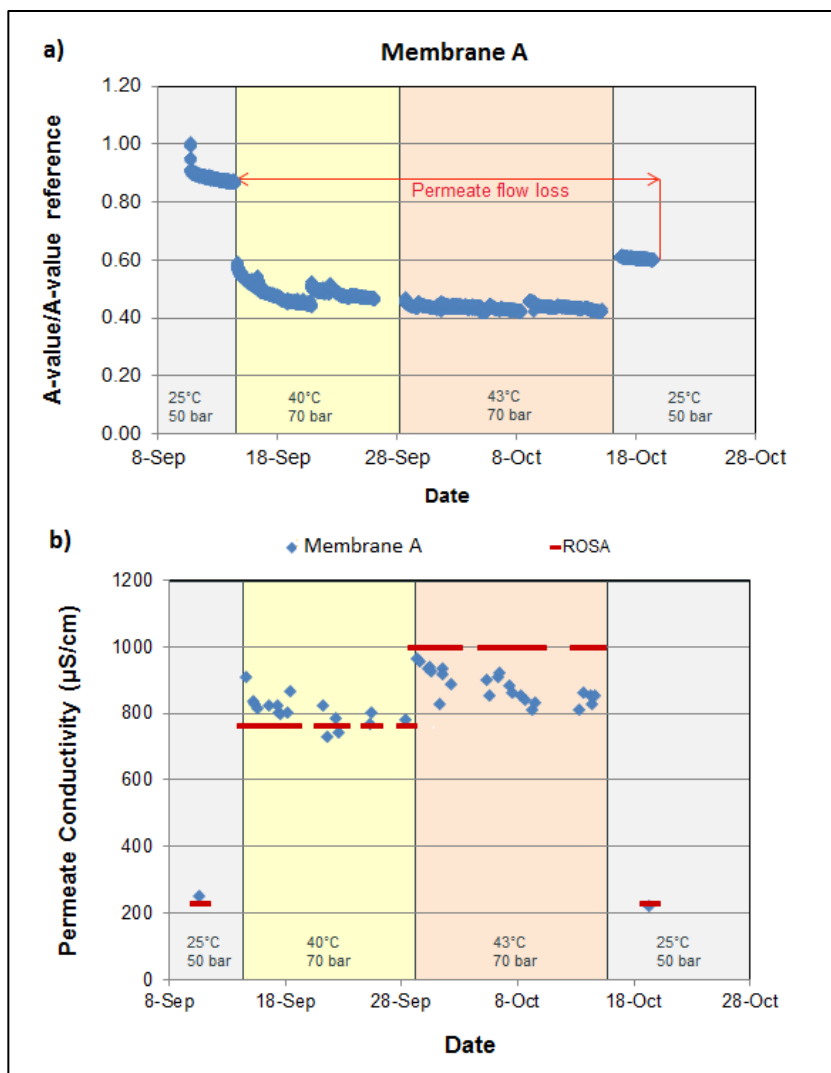 a)
Membrane A
A-value/A-value reference
1.20
1.00
0.80
0.60
0.40
0.20
0.00
Permeate flow loss
25°C
50 bar
40°C
70 bar
43°C
70 bar
25°C
50 bar
8-Sep
18-Sep
28-Sep
8-Oct
18-Oct
28-Oct
Date
b)
Membrane A
ROSA
Permeate Conductivity (µS/cm)
1200
1000
800
600
400
200
0
25°C
50 bar
40°C
70 bar
43°C
70 bar
25°C
50 bar
8-Sep
18-Sep
28-Sep
8-Oct
18-Oct
28-Oct
Date